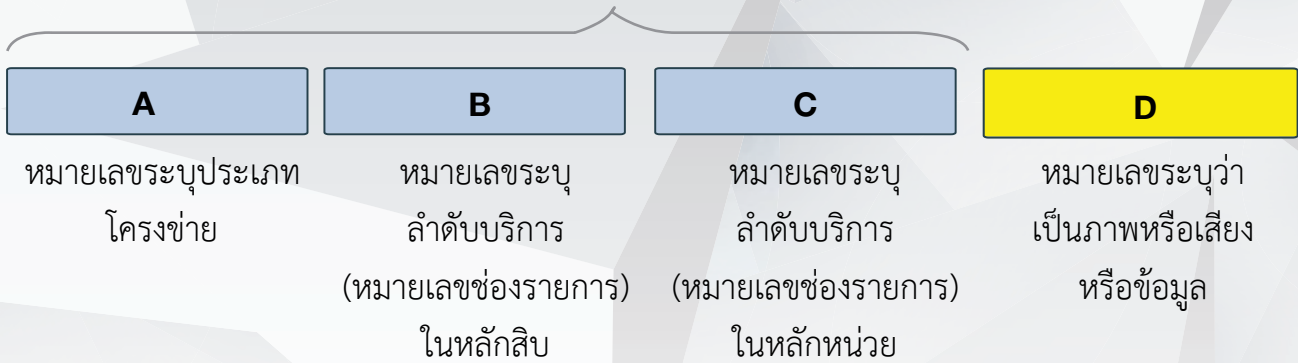 A B C D
หมายเลขระบุประเภท หมายเลขระบุ หมายเลขระบุ หมายเลขระบุว่า
โครงข่าย ลำดับบริการ ลำดับบริการ เป็นภาพหรือเสียง
(หมายเลขช่องรายการ) (หมายเลขช่องรายการ) หรือข้อมูล
ในหลักสิบ ในหลักหน่วย